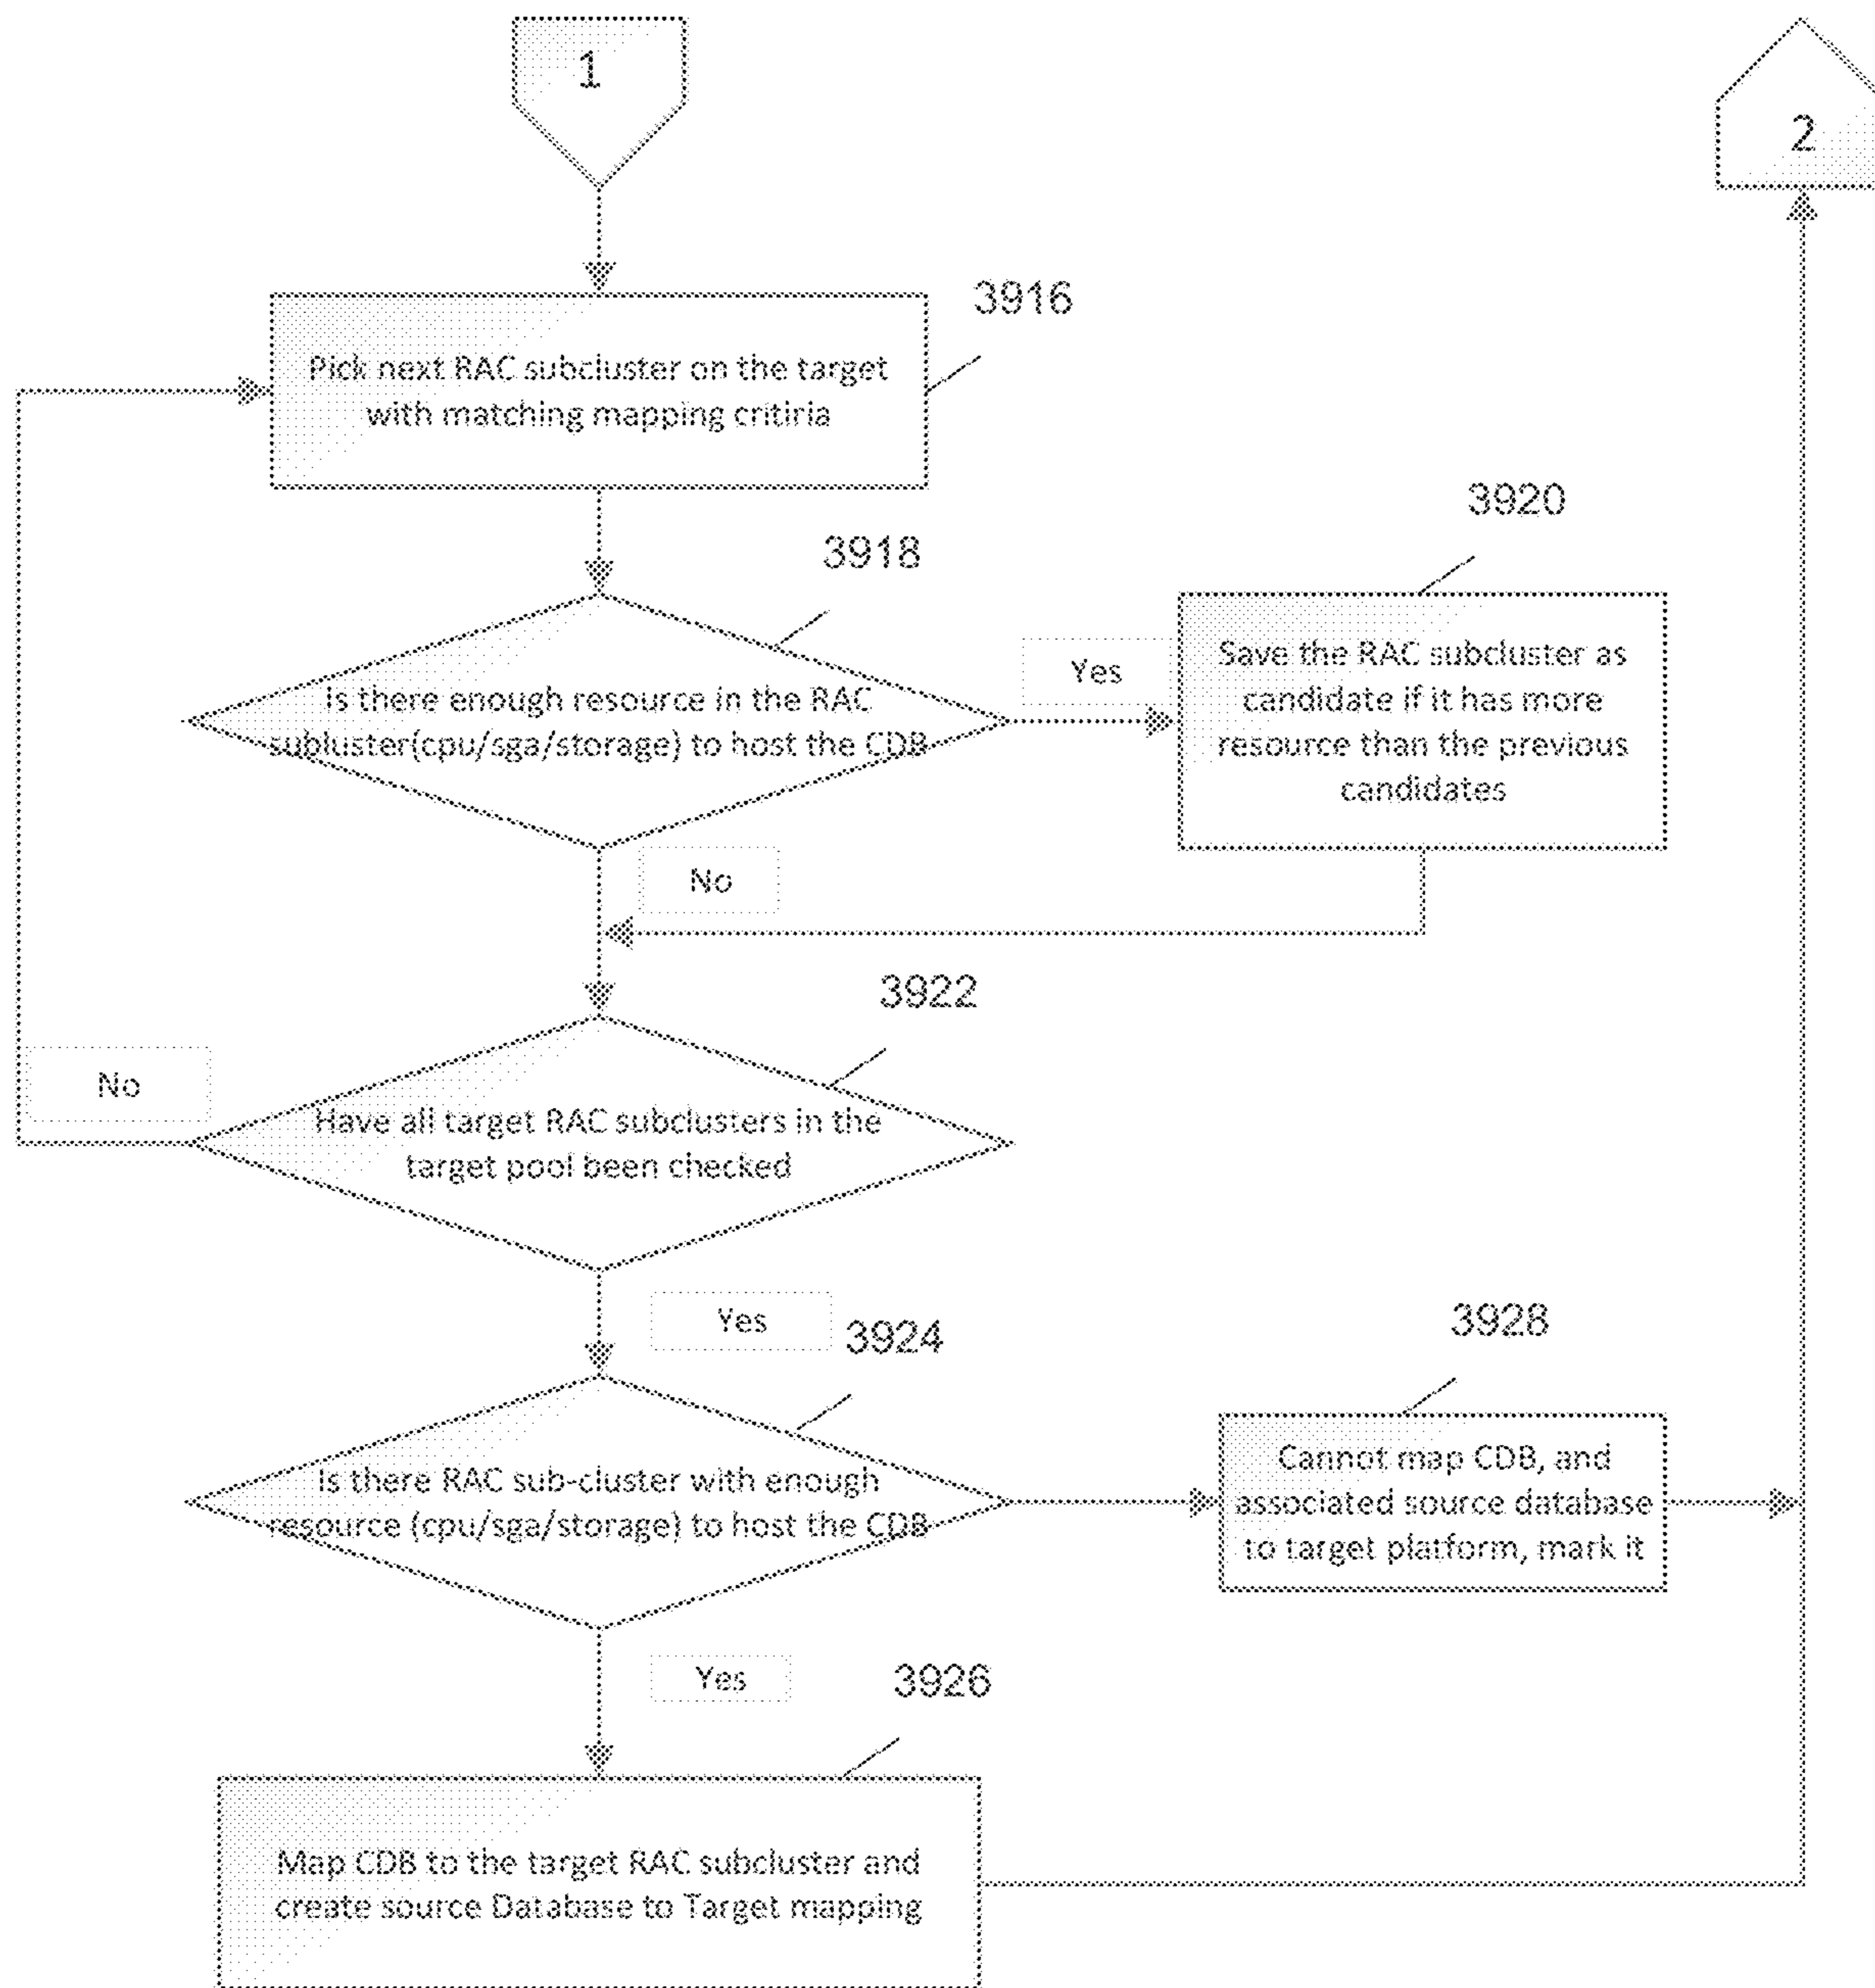 1
2
3916
Pick next RAC subcluster on the target
with matching mapping critiria
3918
3920
Is there enough resource in the RAC
subluster(cpu/sga/storage) to host the CDB
Yes
Save the RAC subcluster as
candidate if it has more
resource than the previous
candidates
No
3922
No
Have all target RAC subclusters in the
target pool been checked
Yes
3924
3928
Is there RAC sub-cluster with enough
resource (cpu/sga/storage) to host the CDB
Cannot map CDB, and
associated source database
to target platform, mark it
Yes
3926
Map CDB to the target RAC subcluster and
create source Database to Target mapping